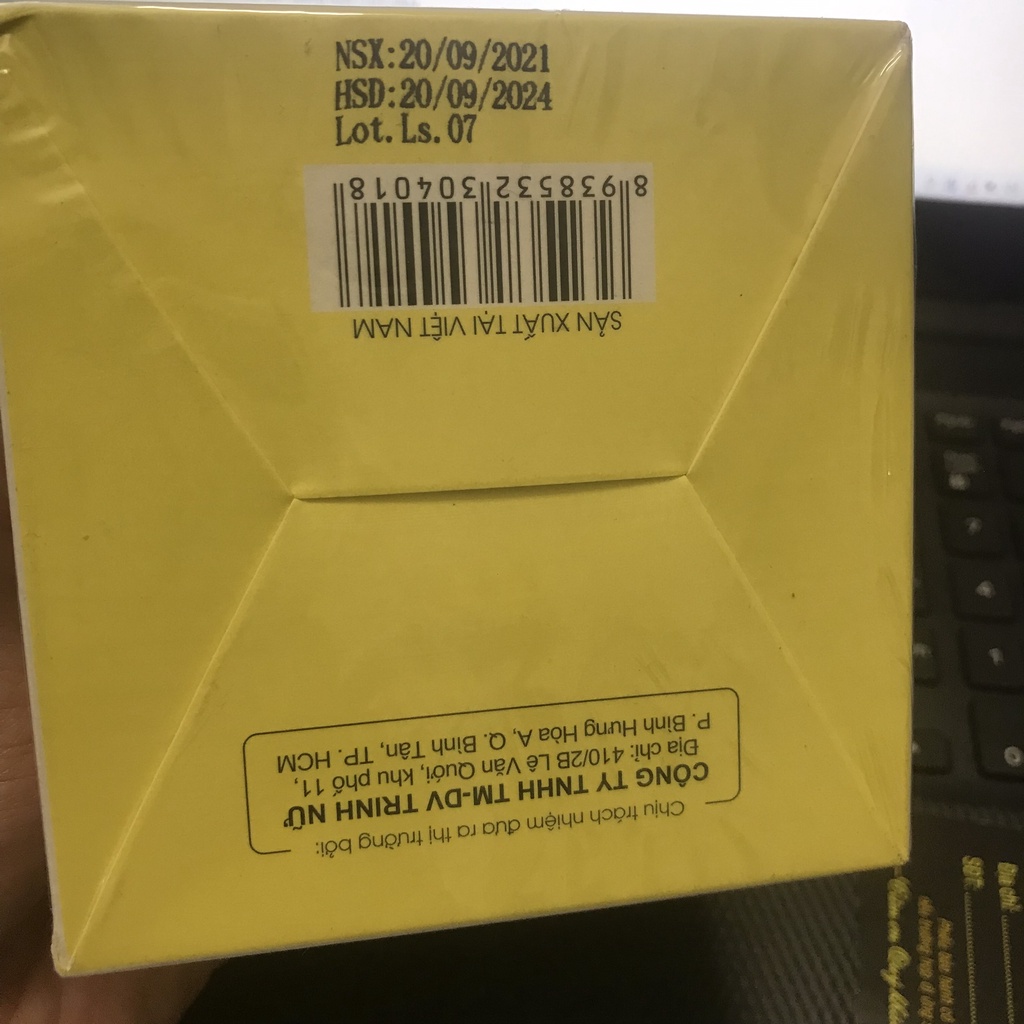 NSX:20/09/2021
HSD:20/09/2024
Lot.Ls.07
8 938532 304018
SẢN XUẤT TẠI VIỆT NAM
Chịu trách nhiệm đưa ra thị trường bởi:
CÔNG TY TNHH TM-DV TRINH NỮ
Địa chỉ: 410/2B Lê Văn Quới, khu phố 11,
P. Bình Hưng Hòa A, Q. Bình Tân, TP. HCM
SĐT: